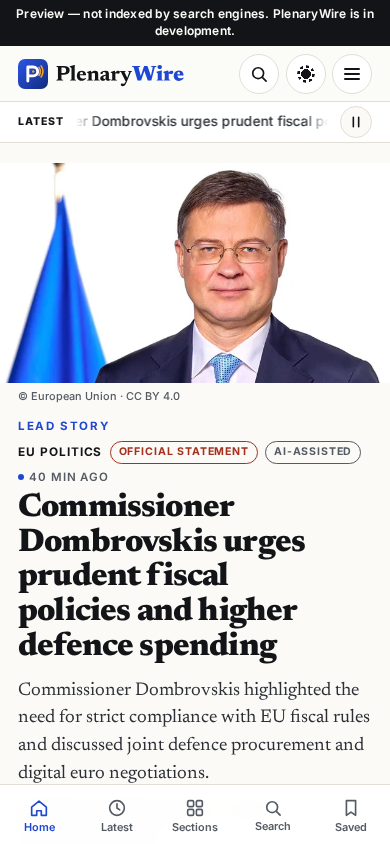 Preview — not indexed by search engines. PlenaryWire is in
development.
PlenaryWire
LATEST
er Dombrovskis urges prudent fiscal p
© European Union · CC BY 4.0
LEAD STORY
EU POLITICS OFFICIAL STATEMENT AI-ASSISTED
40 MIN AGO
Commissioner
Dombrovskis urges
prudent fiscal
policies and higher
defence spending
Commissioner Dombrovskis highlighted the
need for strict compliance with EU fiscal rules
and discussed joint defence procurement and
digital euro negotiations.
Home Latest Sections Search Saved